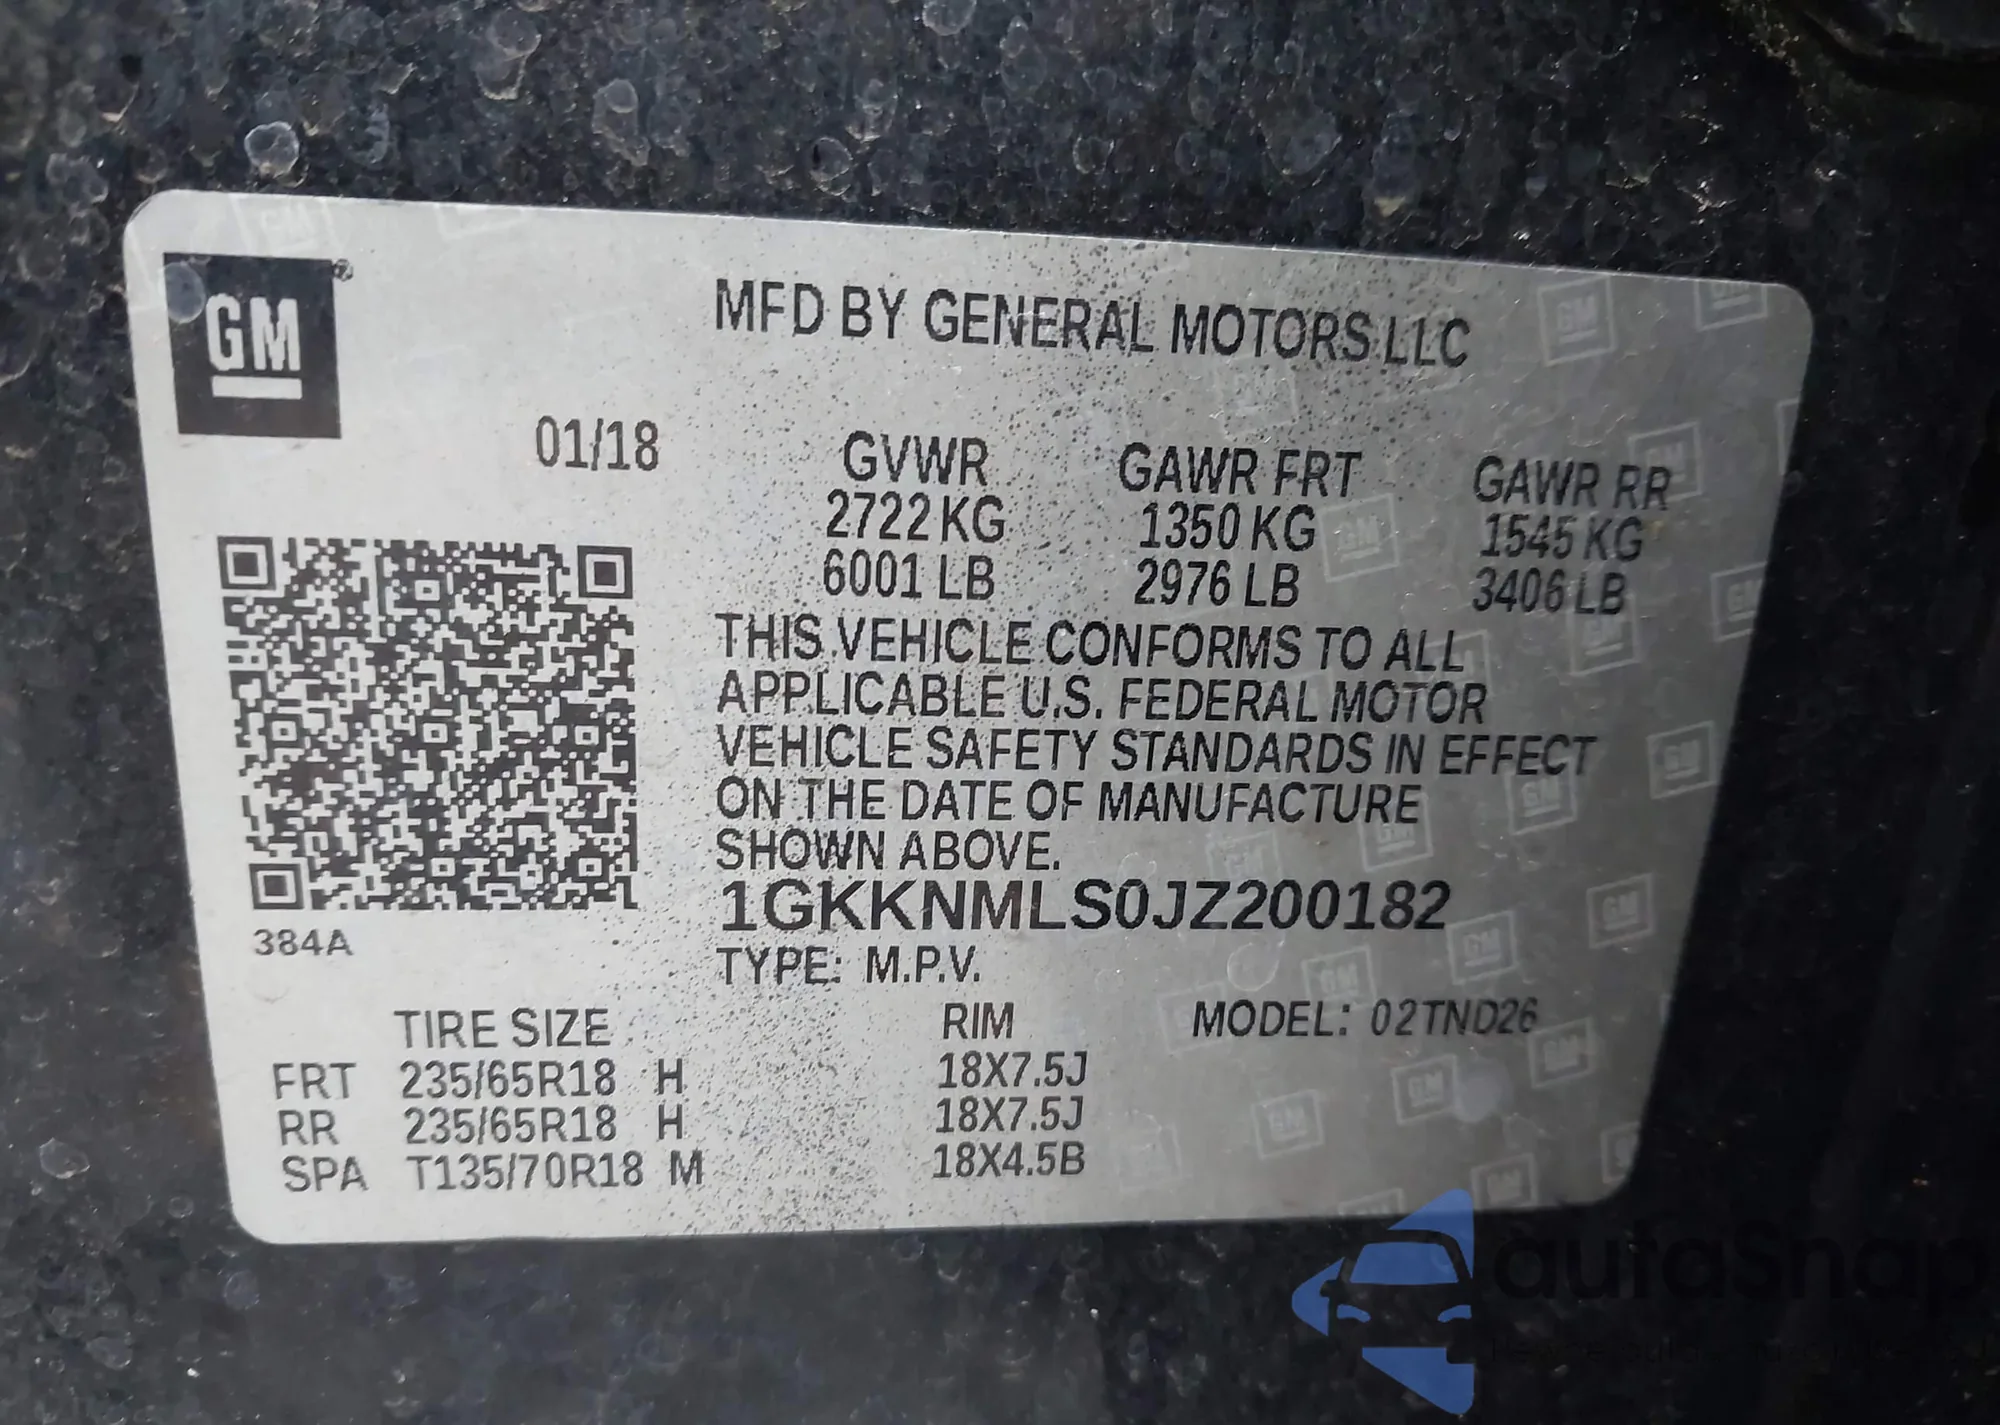 GM®
MFD BY GENERAL MOTORS LLC
01/18
GVWR GAWR FRT GAWR RR
2722 KG 1350 KG 1545 KG
6001 LB 2976 LB 3406 LB
THIS VEHICLE CONFORMS TO ALL
APPLICABLE U.S. FEDERAL MOTOR
VEHICLE SAFETY STANDARDS IN EFFECT
ON THE DATE OF MANUFACTURE
SHOWN ABOVE.
1GKKNMLS0JZ200182
384A
TYPE: M.P.V.
TIRE SIZE RIM MODEL: 02TND26
FRT 235/65R18 H 18X7.5J
RR 235/65R18 H 18X7.5J
SPA T135/70R18 M 18X4.5B
autasnap